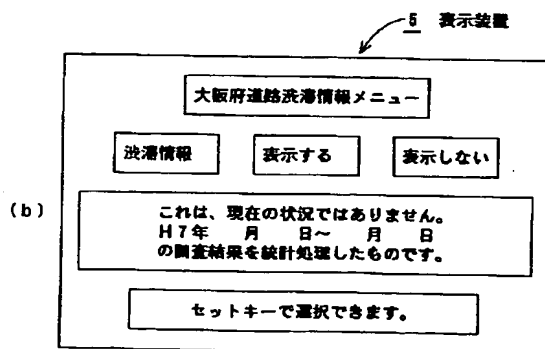 5 表示装置
大阪府道路渋滞情報メニュー
渋滞情報 表示する 表示しない
(b)
これは、現在の状況ではありません。
H7年 月 日〜 月 日
の調査結果を統計処理したものです。
セットキーで選択できます。